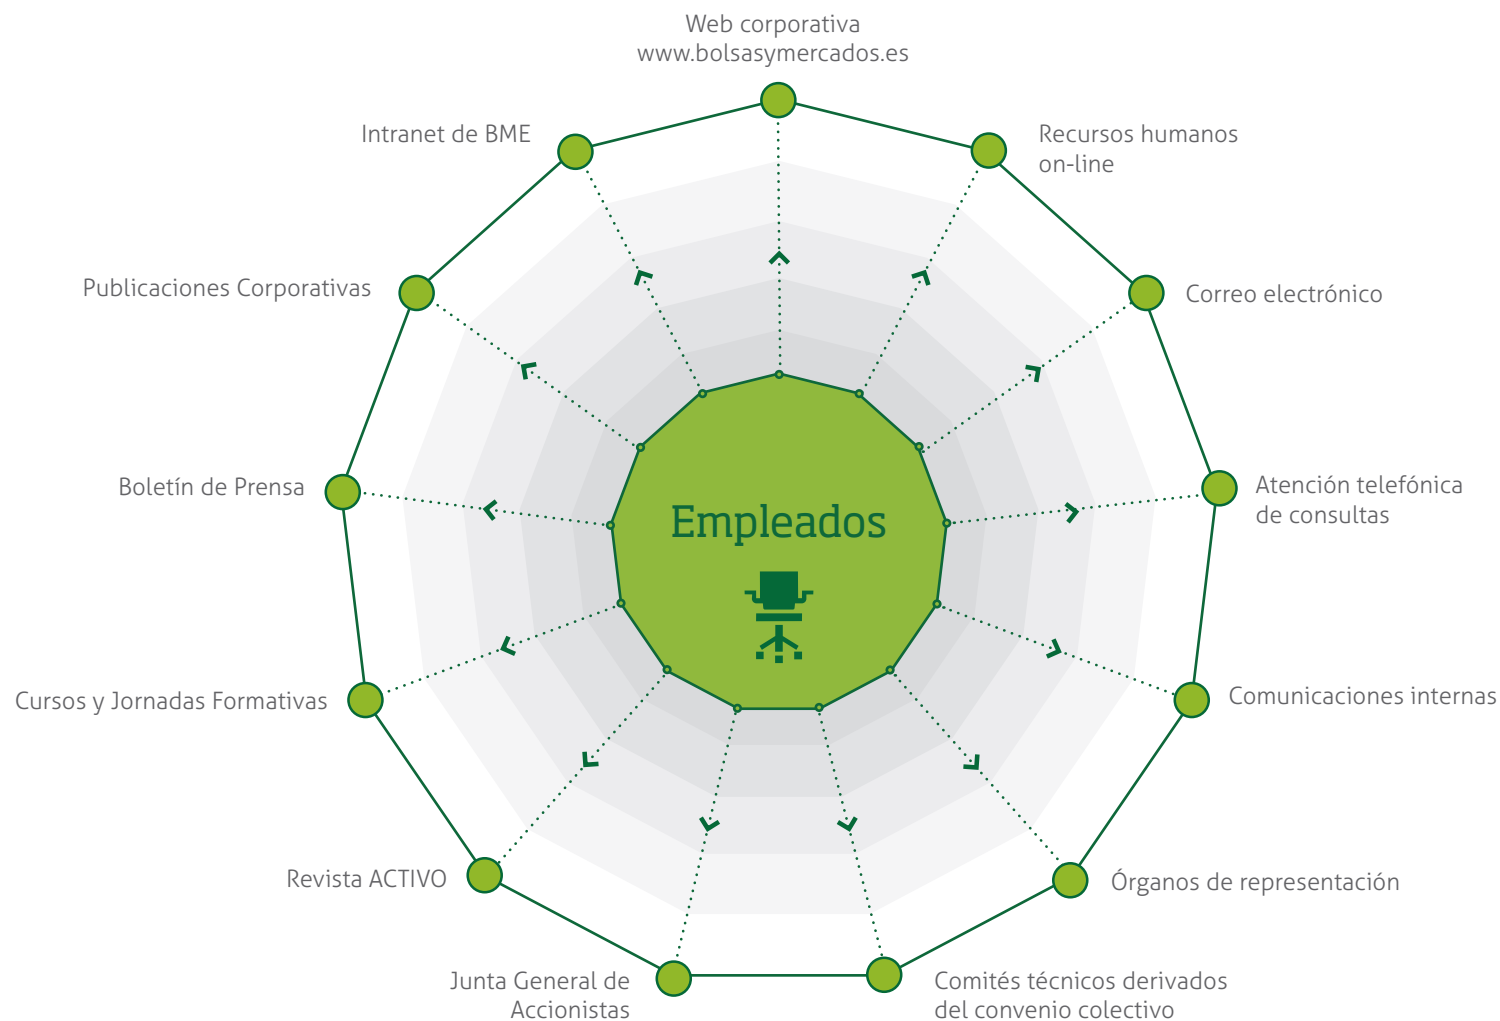 Web corporativa
www.bolsasymercados.es
Intranet de BME
Recursos humanos
on-line
Publicaciones Corporativas
Correo electrónico
Boletín de Prensa
Atención telefónica
de consultas
Empleados
Cursos y Jornadas Formativas
Comunicaciones internas
Revista ACTIVO
Órganos de representación
Junta General de
Accionistas
Comités técnicos derivados
del convenio colectivo